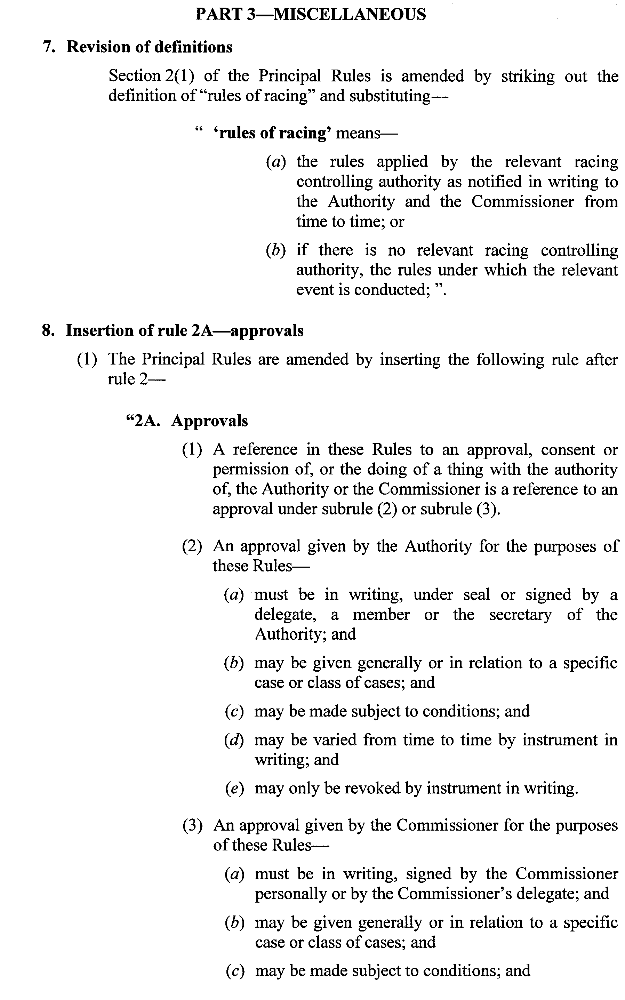 PART 3—MISCELLANEOUS
7. Revision of definitions
Section 2(1) of the Principal Rules is amended by striking out the
definition of “rules of racing” and substituting—
“ ‘rules of racing’ means—
(a) the rules applied by the relevant racing
controlling authority as notified in writing to
the Authority and the Commissioner from
time to time; or
(b) if there is no relevant racing controlling
authority, the rules under which the relevant
event is conducted; ”.
8. Insertion of rule 2A—approvals
(1) The Principal Rules are amended by inserting the following rule after
rule 2—
“2A. Approvals
(1) A reference in these Rules to an approval, consent or
permission of, or the doing of a thing with the authority
of, the Authority or the Commissioner is a reference to an
approval under subrule (2) or subrule (3).
(2) An approval given by the Authority for the purposes of
these Rules—
(a) must be in writing, under seal or signed by a
delegate, a member or the secretary of the
Authority; and
(b) may be given generally or in relation to a specific
case or class of cases; and
(c) may be made subject to conditions; and
(d) may be varied from time to time by instrument in
writing; and
(e) may only be revoked by instrument in writing.
(3) An approval given by the Commissioner for the purposes
of these Rules—
(a) must be in writing, signed by the Commissioner
personally or by the Commissioner’s delegate; and
(b) may be given generally or in relation to a specific
case or class of cases; and
(c) may be made subject to conditions; and